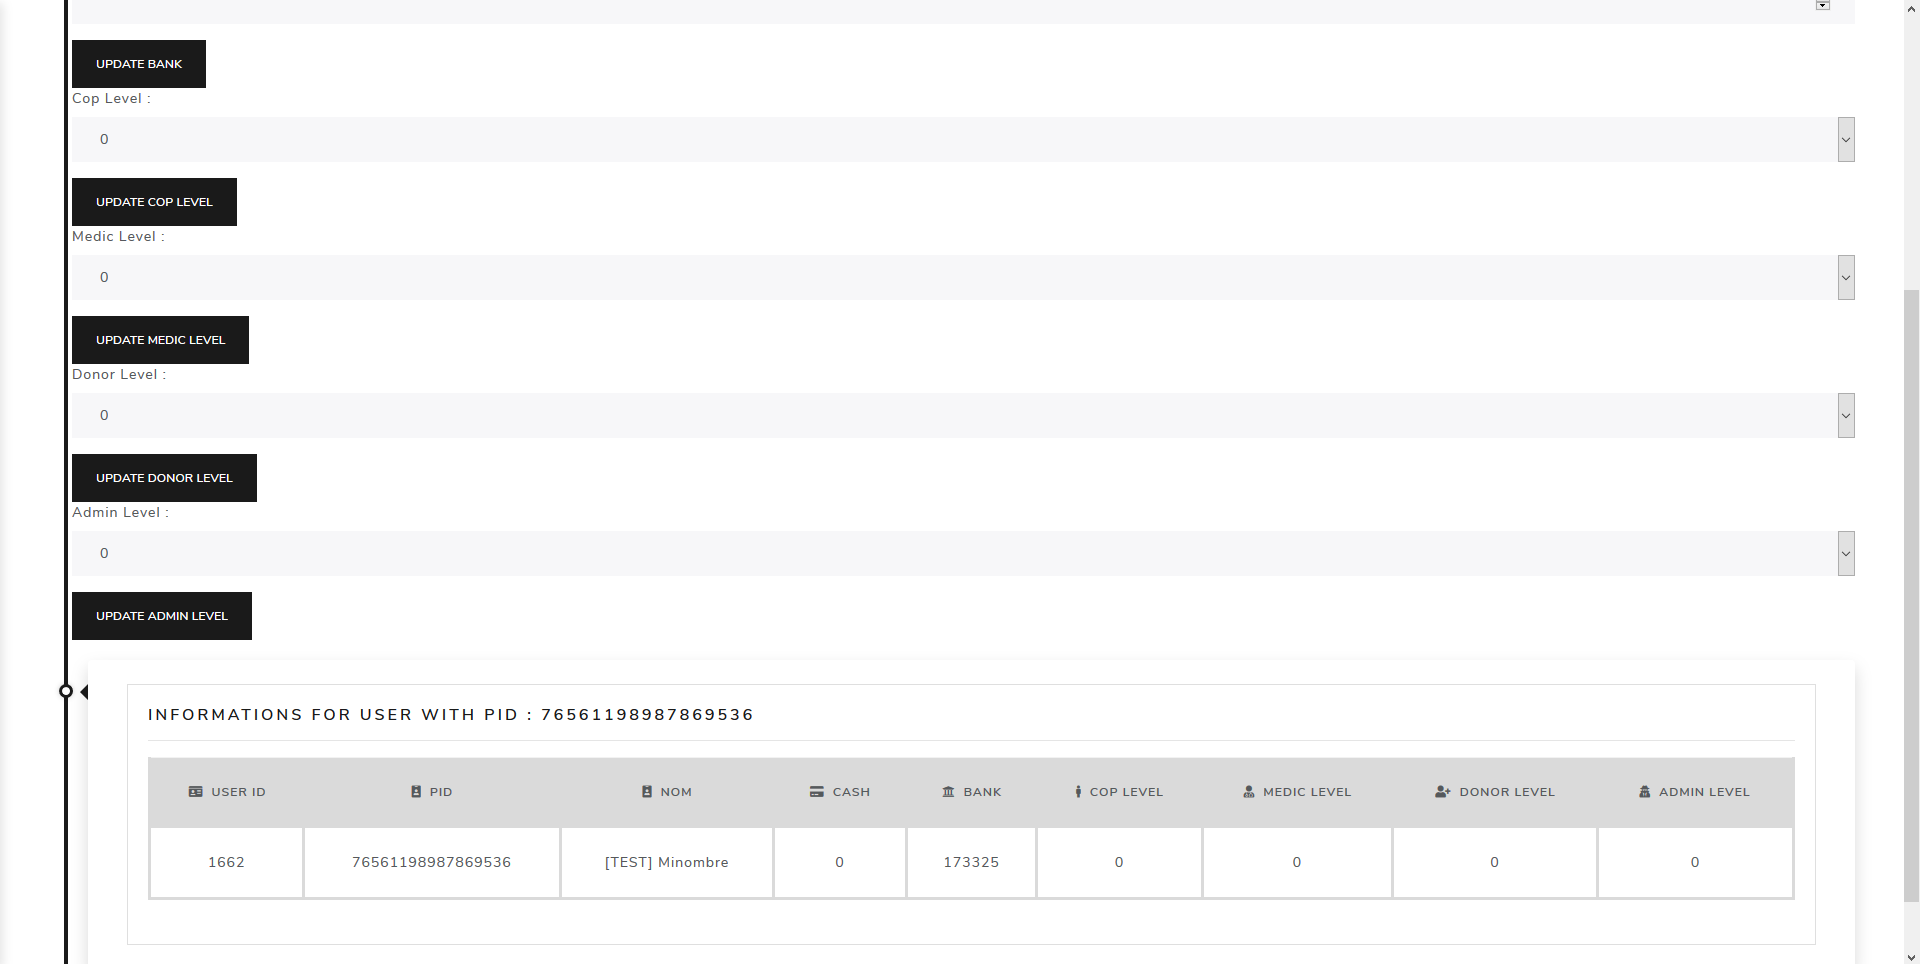 UPDATE BANK
Cop Level :
0
UPDATE COP LEVEL
Medic Level :
0
UPDATE MEDIC LEVEL
Donor Level :
0
UPDATE DONOR LEVEL
Admin Level :
0
UPDATE ADMIN LEVEL
INFORMATIONS FOR USER WITH PID : 76561198987869536
USER ID PID NOM CASH BANK COP LEVEL MEDIC LEVEL DONOR LEVEL ADMIN LEVEL
1662 76561198987869536 [TEST] Minombre 0 173325 0 0 0 0